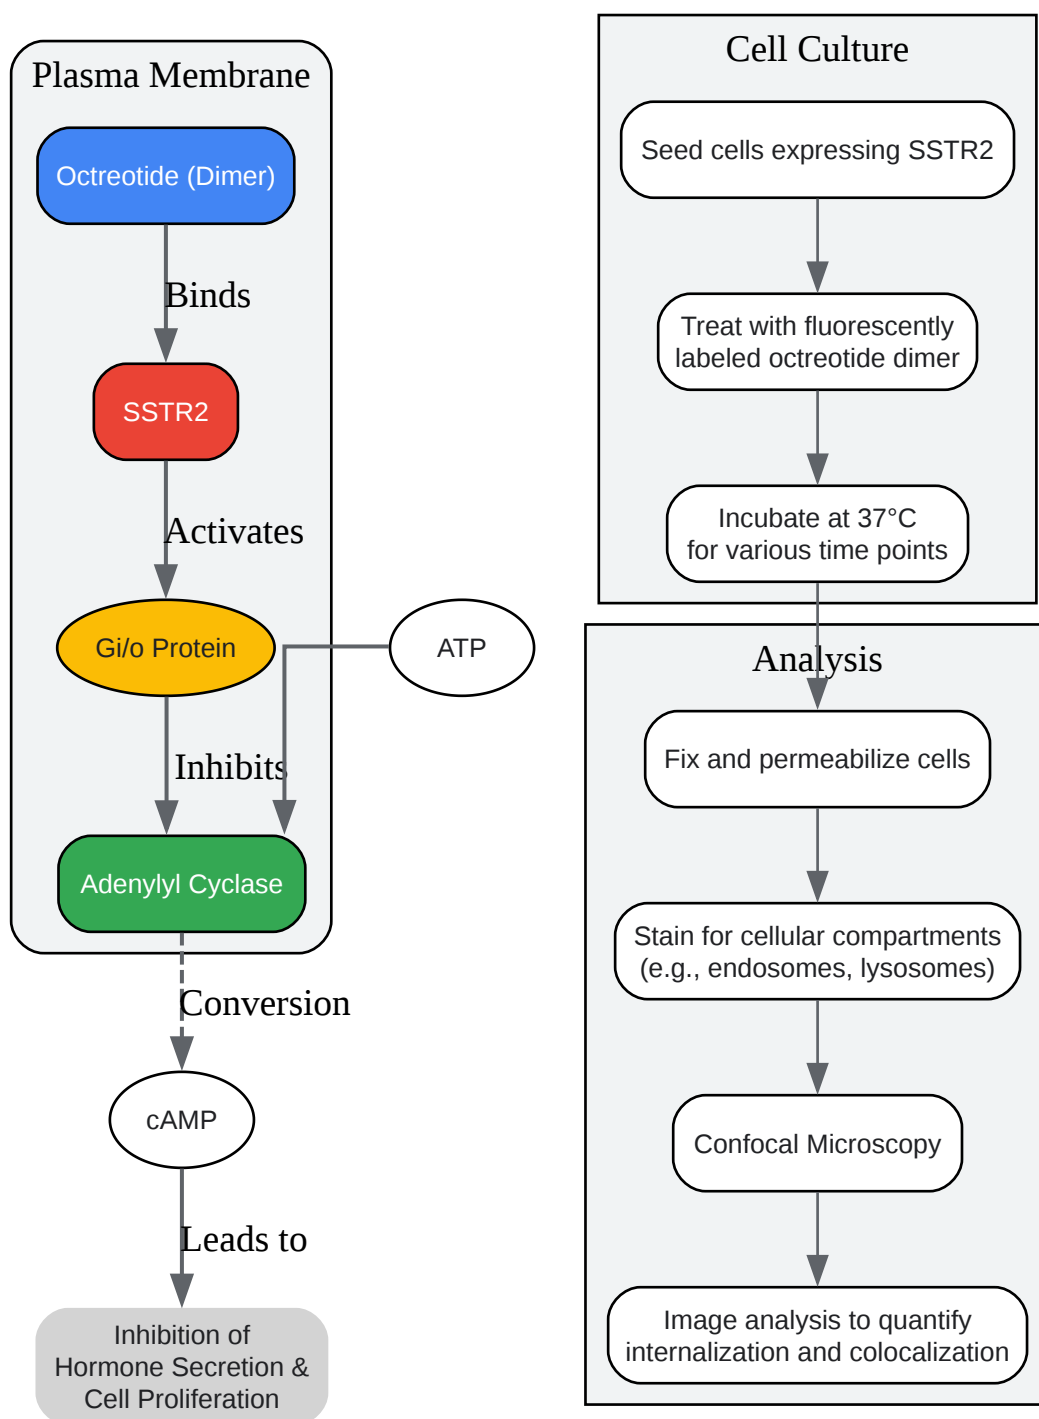 Plasma Membrane
Octreotide (Dimer)
Binds
SSTR2
Activates
Gi/o Protein
ATP
Inhibits
Adenylyl Cyclase
Conversion
cAMP
Leads to
Inhibition of
Hormone Secretion &
Cell Proliferation
Cell Culture
Seed cells expressing SSTR2
Treat with fluorescently
labeled octreotide dimer
Incubate at 37°C
for various time points
Analysis
Fix and permeabilize cells
Stain for cellular compartments
(e.g., endosomes, lysosomes)
Confocal Microscopy
Image analysis to quantify
internalization and colocalization